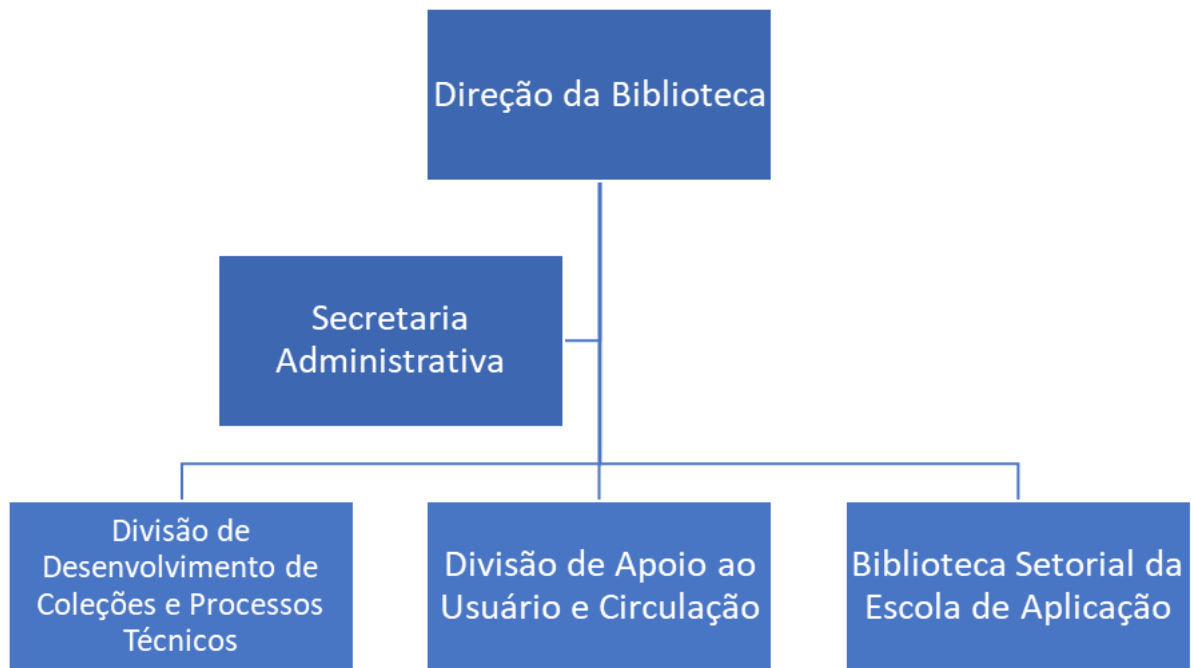 Direção da Biblioteca
Secretaria
Administrativa
Divisão de
Desenvolvimento de
Coleções e Processos
Técnicos
Divisão de Apoio ao
Usuário e Circulação
Biblioteca Setorial da
Escola de Aplicação